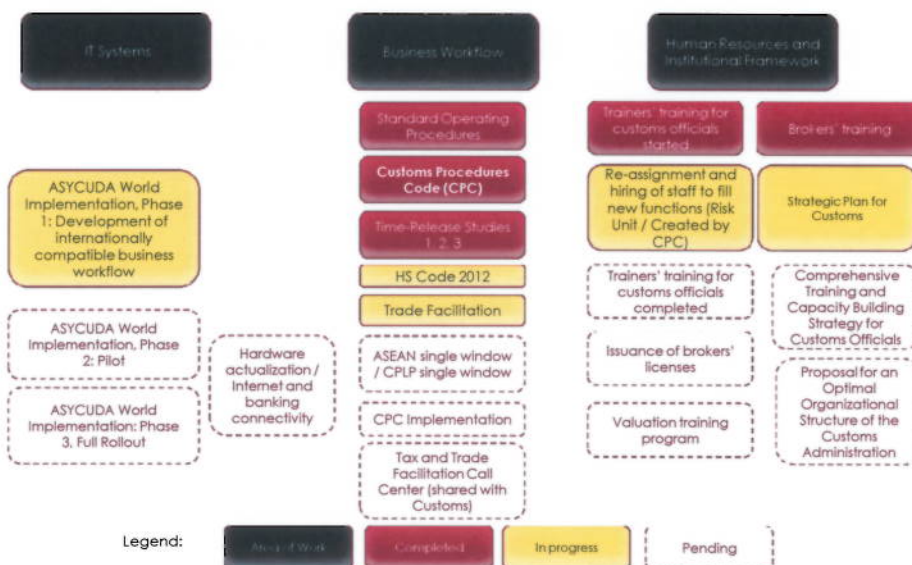 IT Systems
Business Workflow
Human Resources and
Institutional Framework
ASYCUDA World
Implementation, Phase
1: Development of
internationally
compatible business
workflow
ASYCUDA World
Implementation, Phase
2: Pilot
ASYCUDA World
Implementation: Phase
3, Full Rollout
Hardware
actualization /
Internet and
banking
connectivity
Standard Operating
Procedures
Customs Procedures
Code (CPC)
Time-Release Studies
1, 2, 3
HS Code 2012
Trade Facilitation
ASEAN single window
/ CPLP single window
CPC Implementation
Tax and Trade
Facilitation Call
Center (shared with
Customs)
Trainers' training for
customs officials
started
Re-assignment and
hiring of staff to fill
new functions (Risk
Unit / Created by
CPC)
Trainers' training for
customs officials
completed
Issuance of brokers'
licenses
Valuation training
program
Brokers' training
Strategic Plan for
Customs
Comprehensive
Training and
Capacity Building
Strategy for
Customs Officials
Proposal for an
Optimal
Organizational
Structure of the
Customs
Administration
Legend:
Area of Work
Completed
In progress
Pending